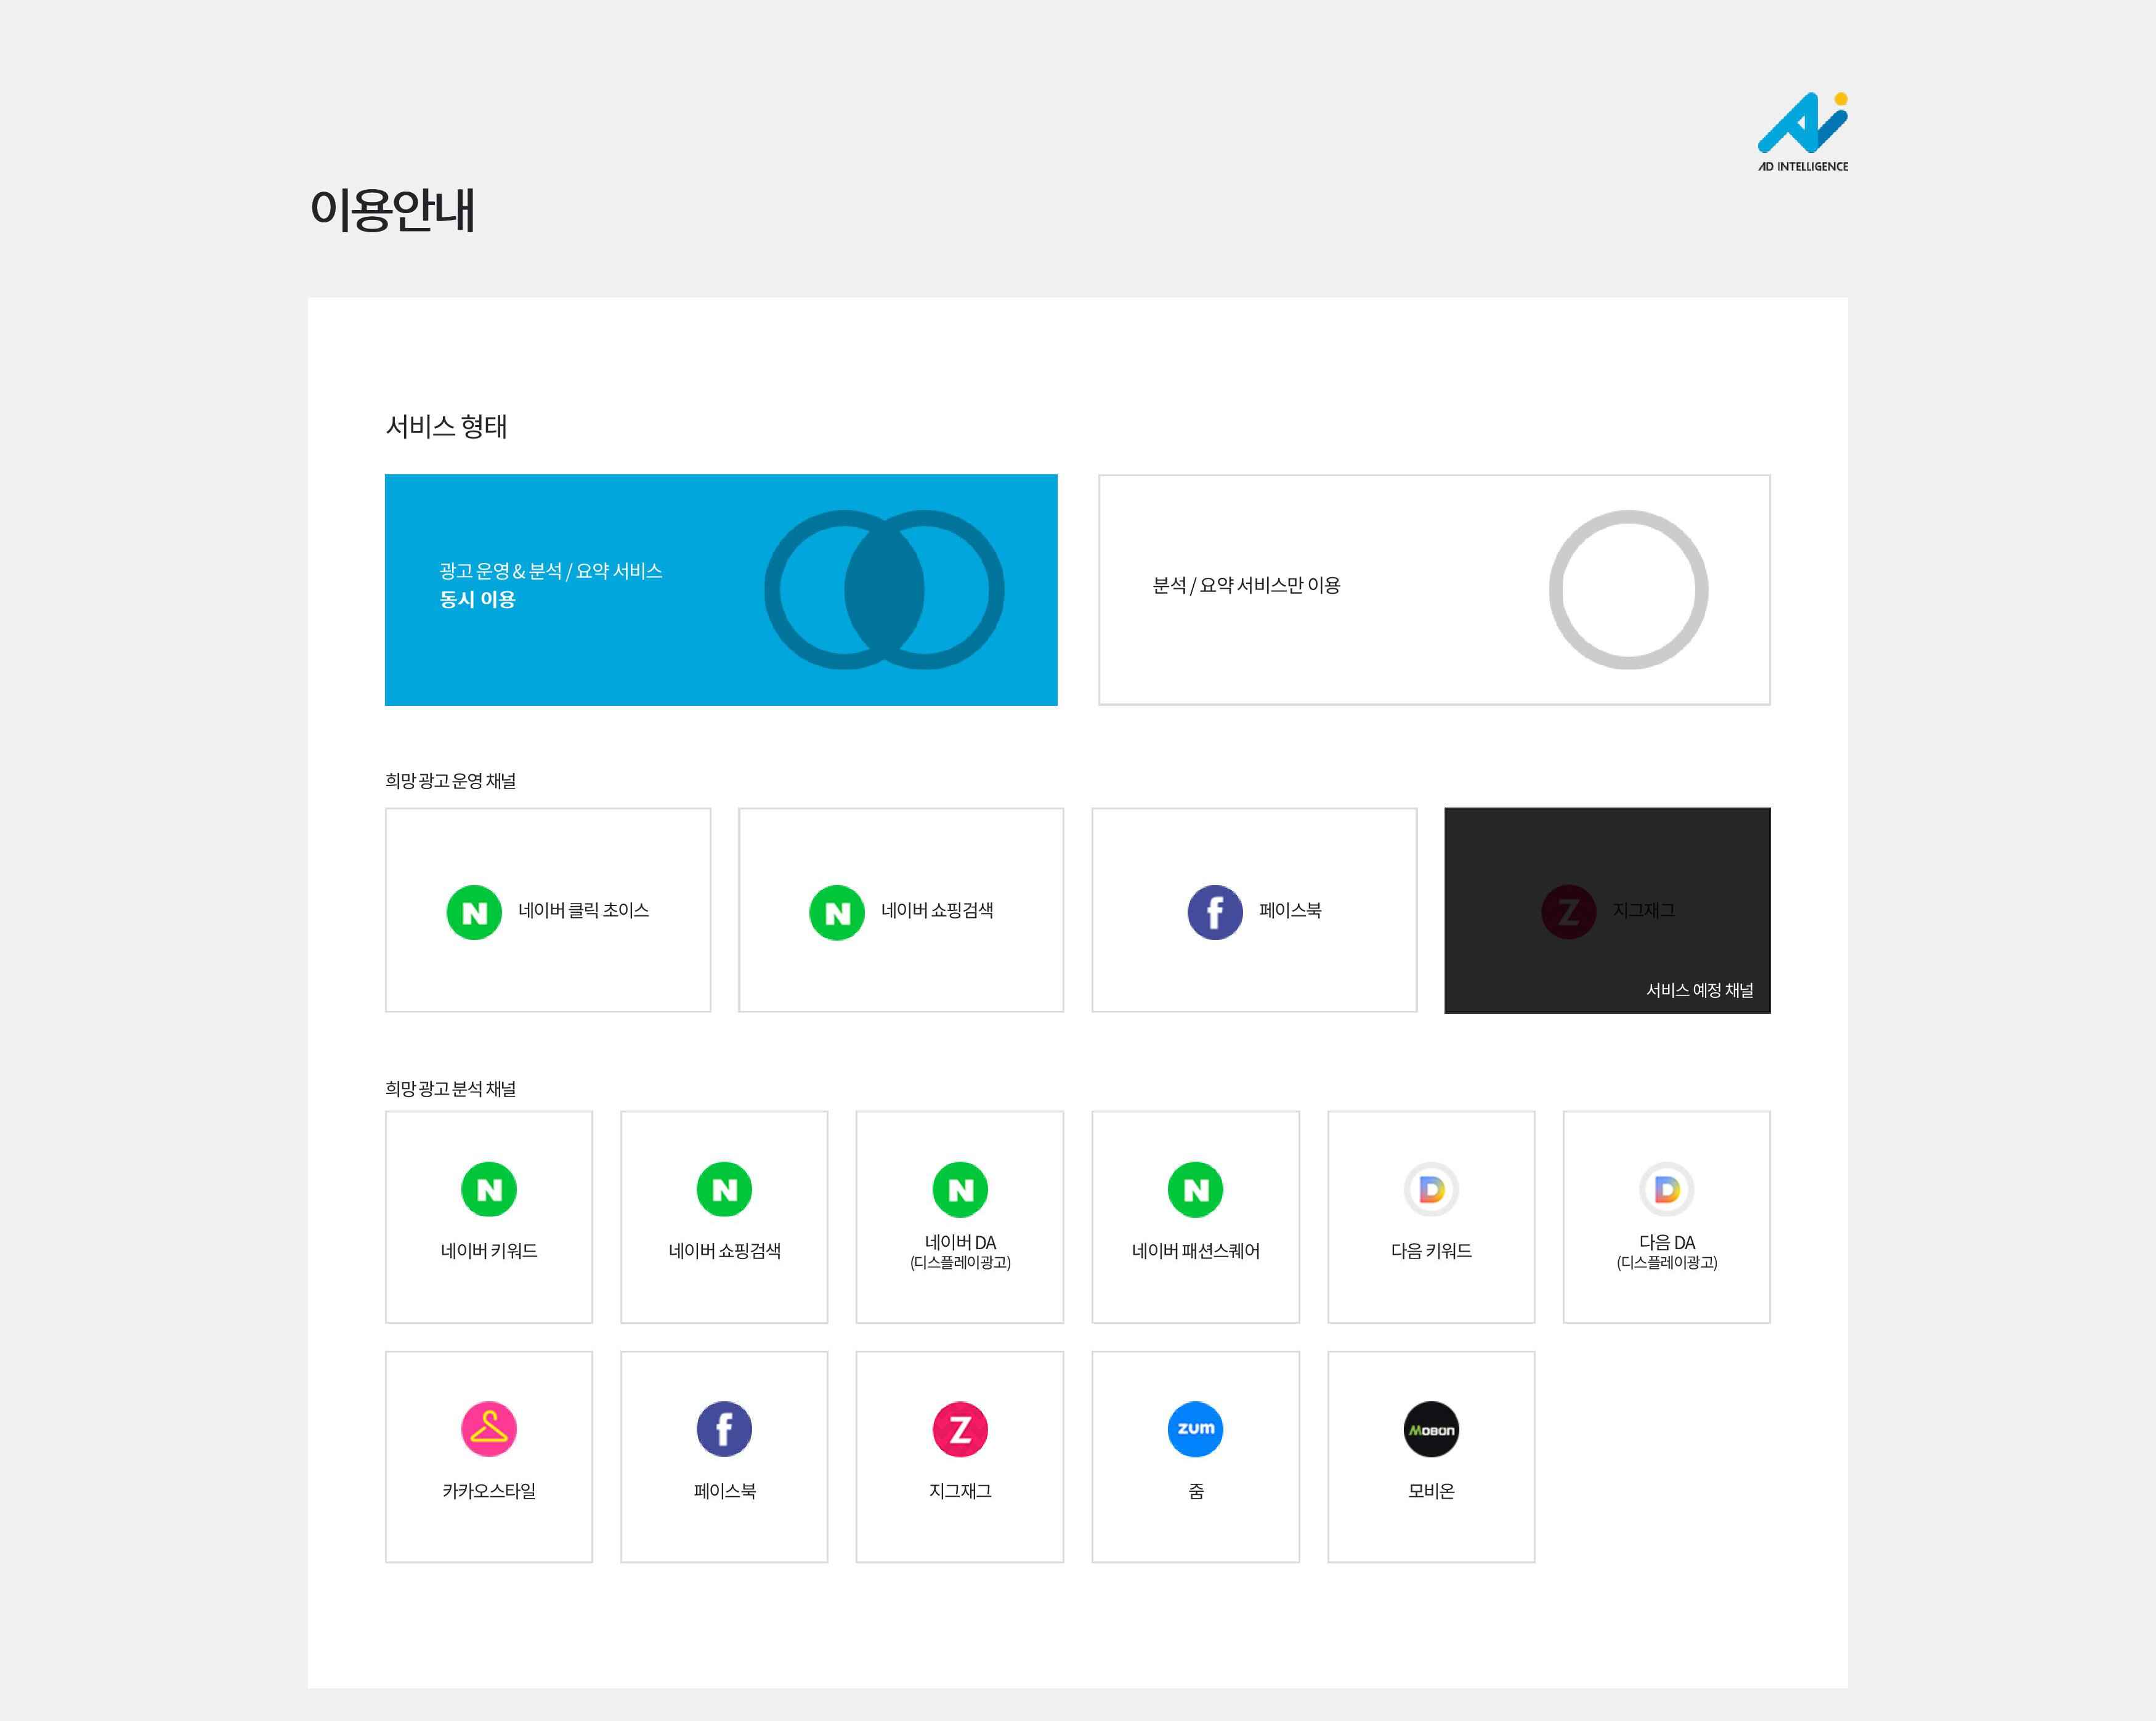 AD INTELLIGENCE
이용안내
서비스 형태
광고 운영 & 분석 / 요약 서비스
동시 이용
분석 / 요약 서비스만 이용
희망 광고 운영 채널
N 네이버 클릭 초이스
N 네이버 쇼핑검색
f 페이스북
Z 지그재그
서비스 예정 채널
희망 광고 분석 채널
N
네이버 키워드
N
네이버 쇼핑검색
N
네이버 DA
(디스플레이광고)
N
네이버 패션스퀘어
D
다음 키워드
D
다음 DA
(디스플레이광고)
카카오스타일
f
페이스북
Z
지그재그
zum
줌
MOBON
모비온